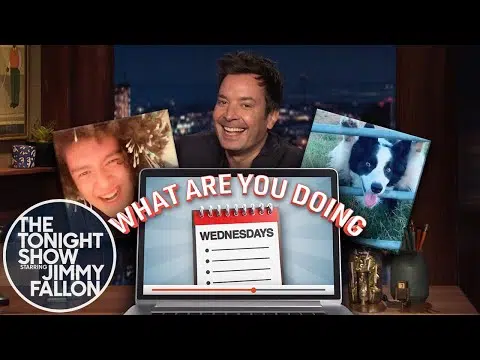 WHAT ARE YOU DOING
WEDNESDAYS
THE
TONIGHT
SHOW
STARRING
JIMMY
FALLON